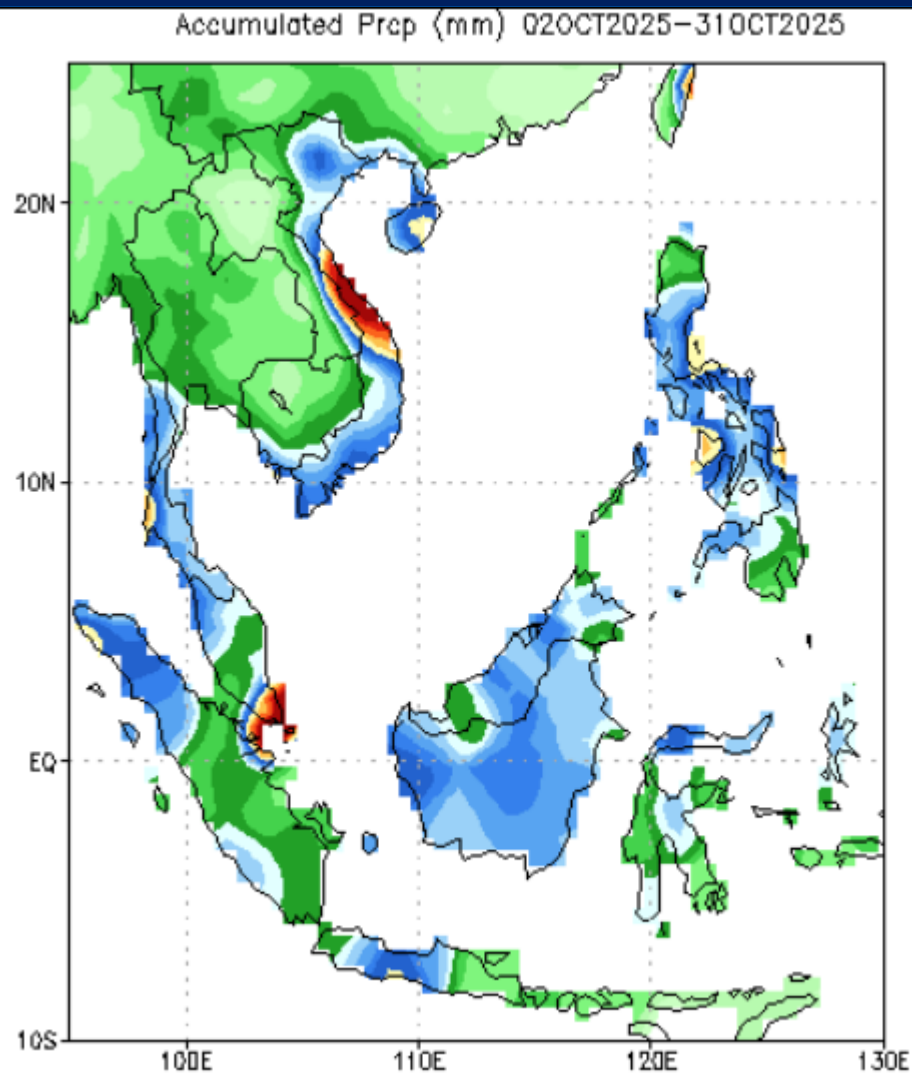 Accumulated Prcp (mm) 02OCT2025-31OCT2025
20N
10N
EQ
10S
100E
110E
120E
130E